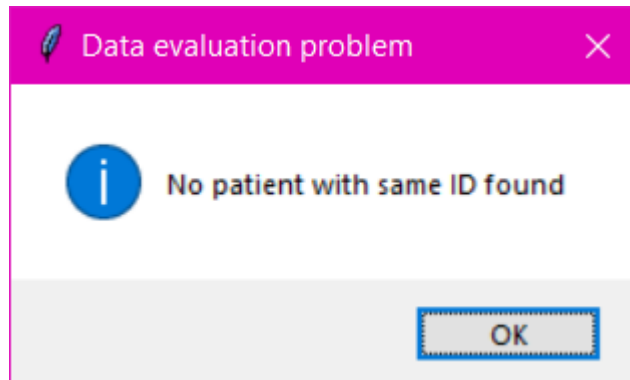 Data evaluation problem
No patient with same ID found
OK